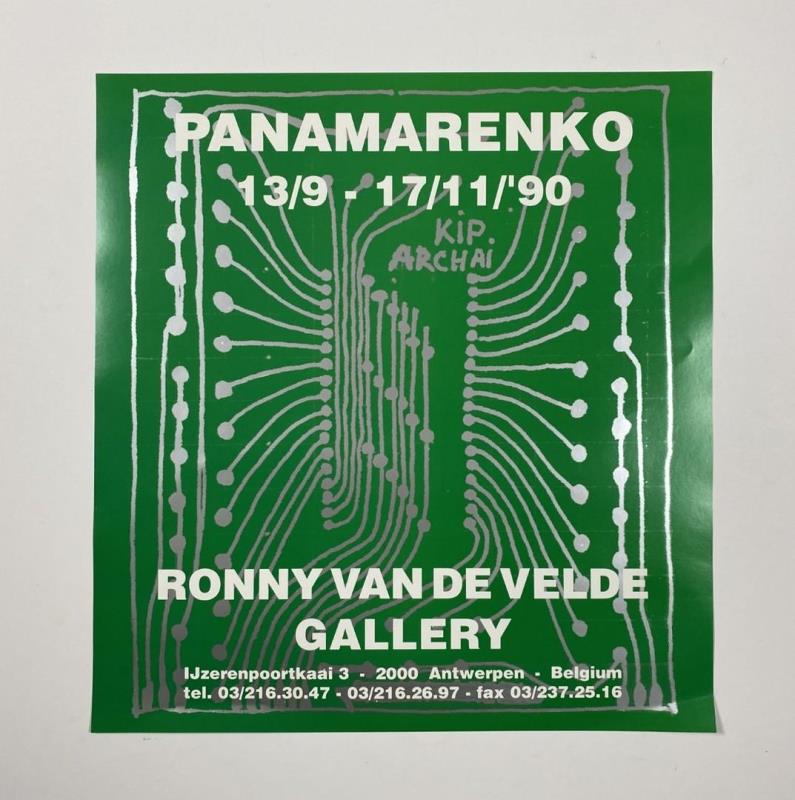 PANAMARENKO
13/9 - 17/11/'90
KIP.
ARCHAI
RONNY VAN DE VELDE
GALLERY
IJzerenpoortkaai 3 - 2000 Antwerpen - Belgium
tel. 03/216.30.47 - 03/216.26.97 - fax 03/237.25.16